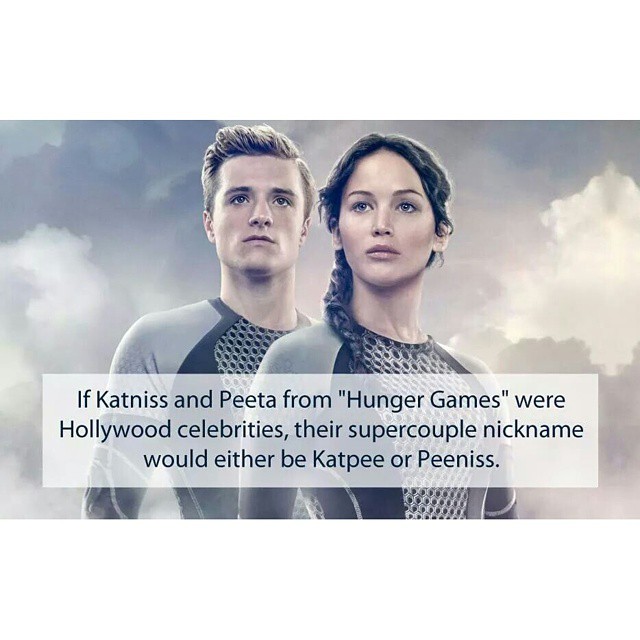 If Katniss and Peeta from "Hunger Games" were
Hollywood celebrities, their supercouple nickname
would either be Katpee or Peeniss.